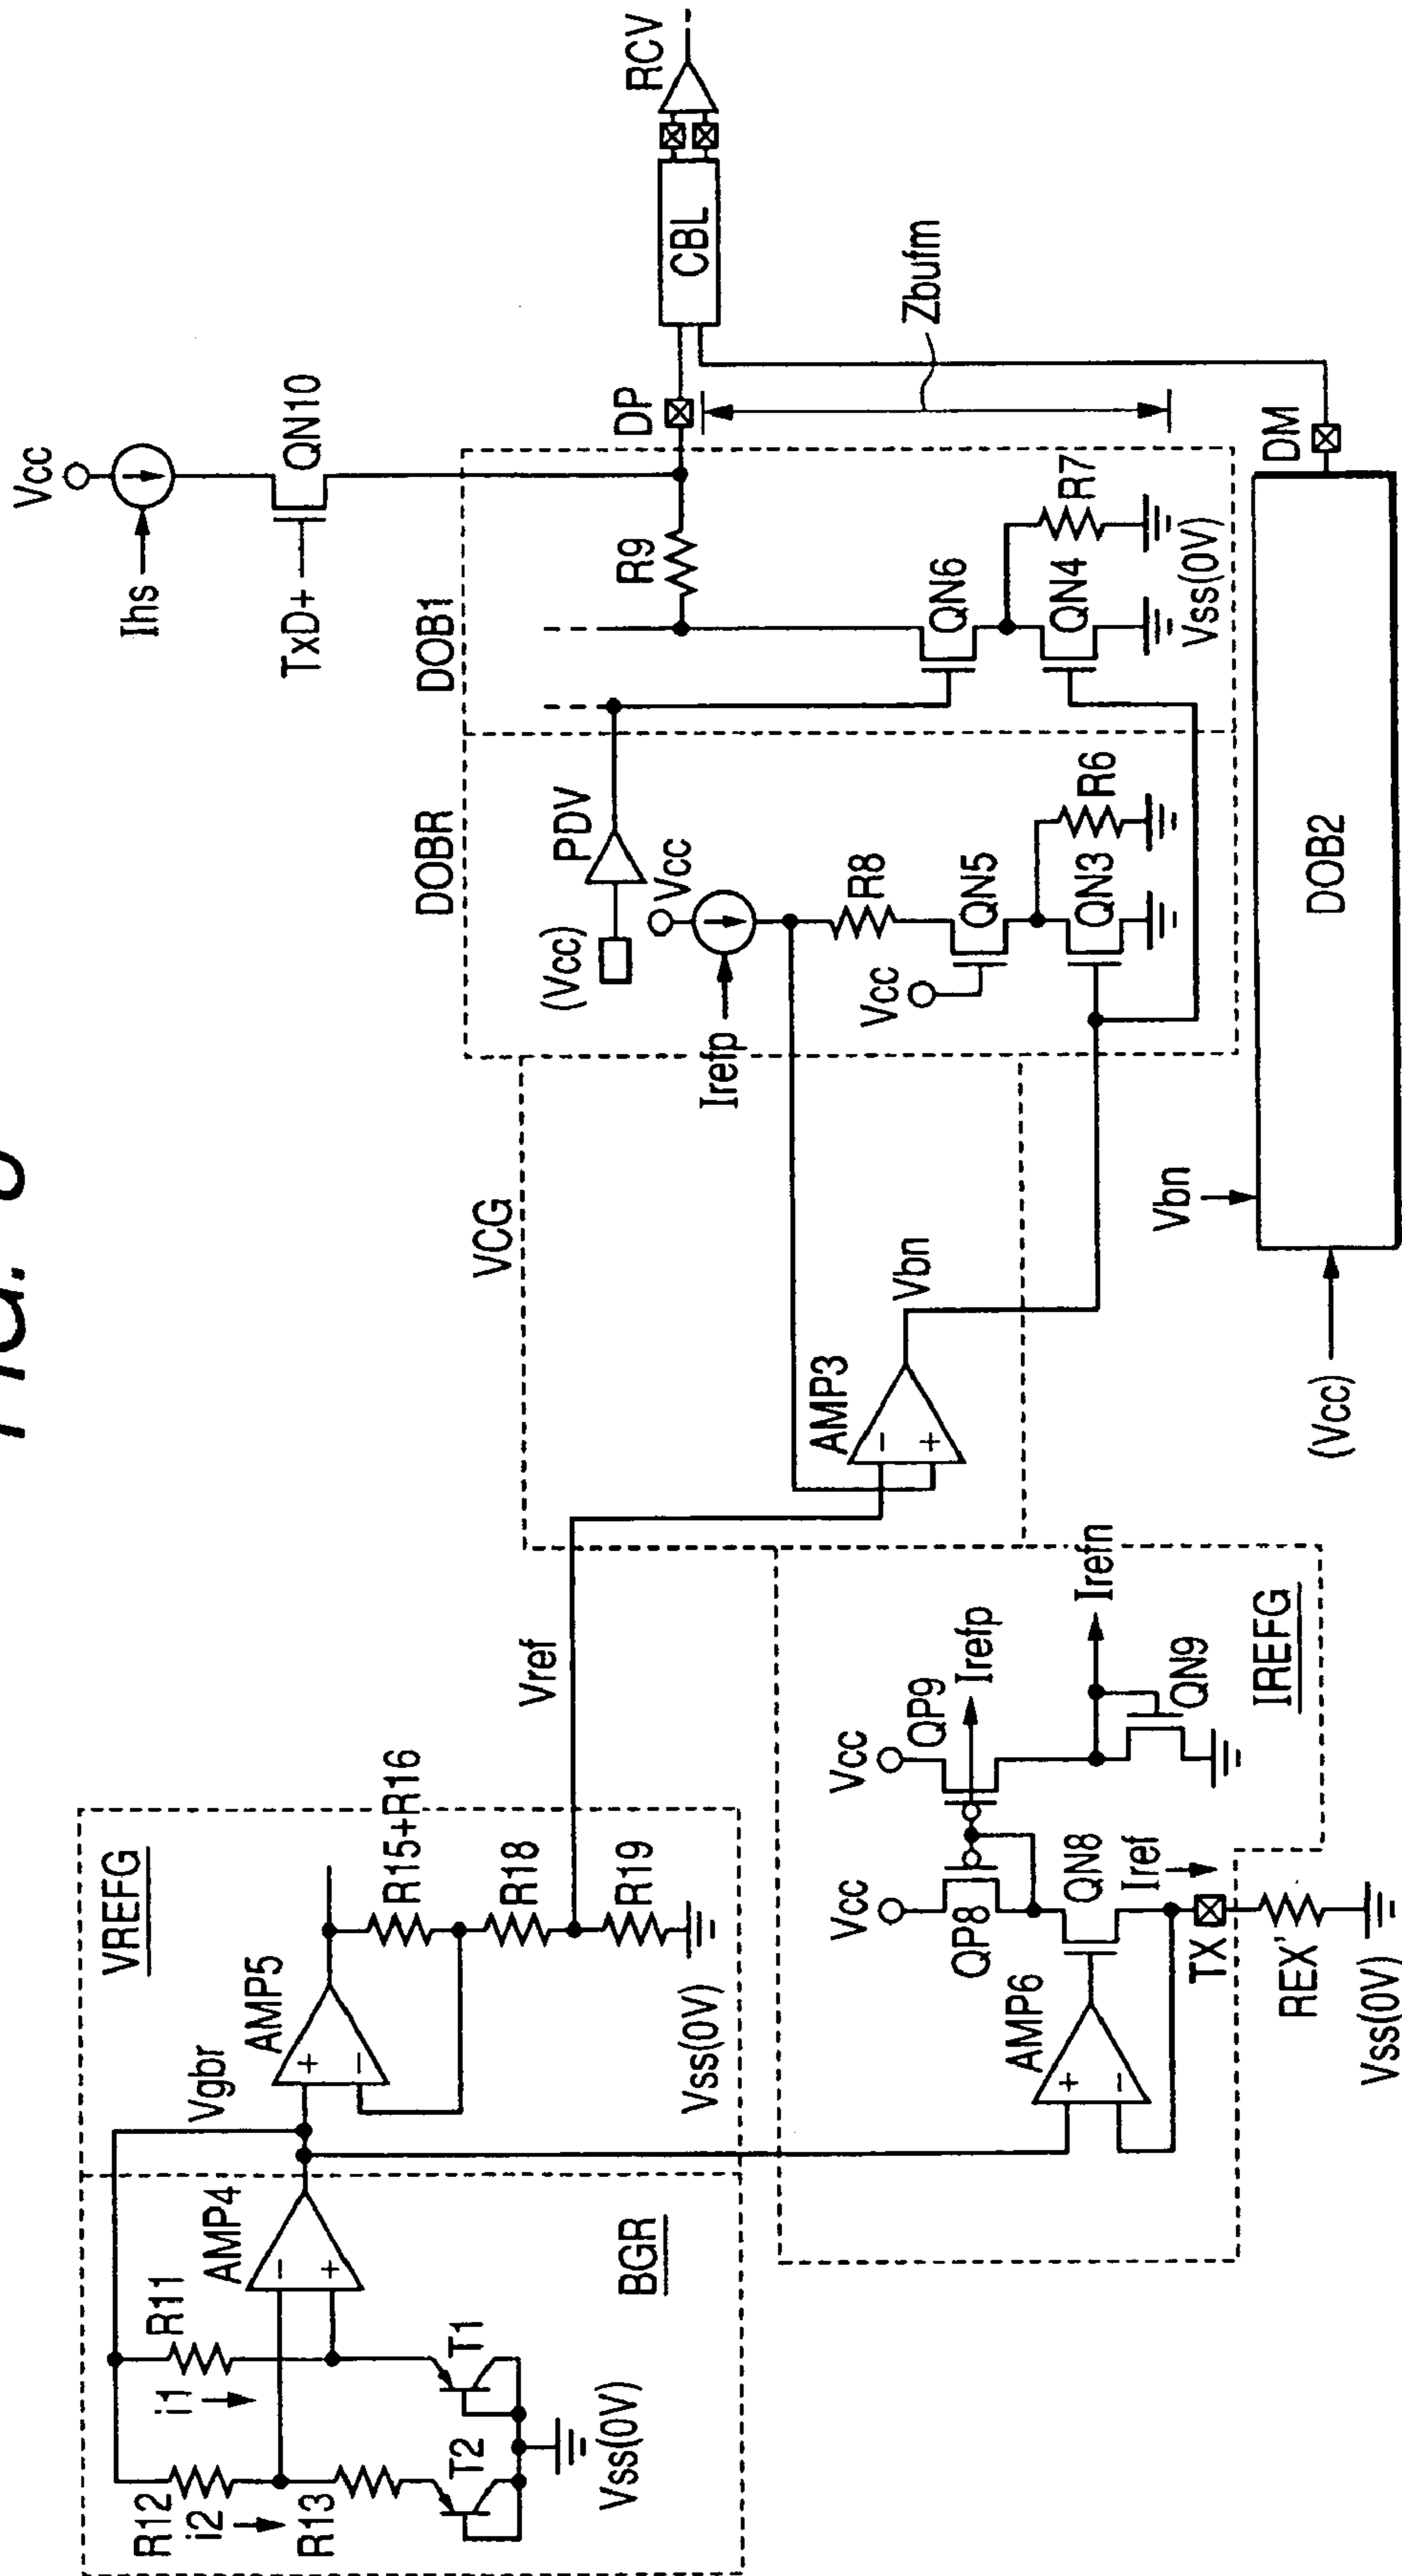 FIG.
BGR
R12
i2
R13
T2
i1
R11
T1
Vss(0V)
AMP4
Vgbr
VREFG
AMP5
+
−
−
+
R15+R16
R18
R19
Vss(0V)
Vref
AMP6
+
−
Vcc
QP8
QN8
Iref
TX
REX'
Vss(0V)
Vcc
QP9
Irefp
Irefn
QN9
IREFG
VCG
AMP3
−
+
Vbn
DOBR
(Vcc)
PDV
Vcc
Irefp
R8
Vcc
QN5
QN3
R6
DOB1
R9
QN6
QN4
R7
Vss(0V)
Vcc
Ihs
TxD+
QN10
DP
CBL
RCV
Zbufm
Vbn
(Vcc)
DOB2
DM